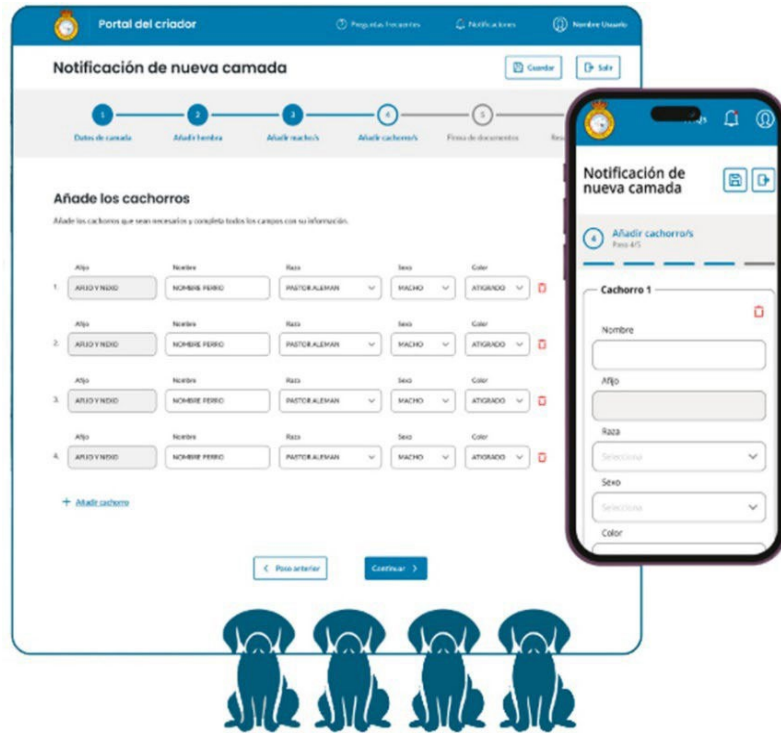 Portal del criador
Preguntas frecuentes
Notificaciones
Nombre Usuario
Notificación de nueva camada
Guardar
Salir
1
2
3
4
5
Datos de camada
Añadir hembra
Añadir macho/s
Añadir cachorro/s
Firma de documentos
Añade los cachorros
Añade los cachorros que sean necesarios y completa todos los campos con su información.
Afijo Nombre Raza Sexo Color
1. AFIJO Y NEXO NOMBRE PERRO PASTOR ALEMAN MACHO ATIGRADO
Afijo Nombre Raza Sexo Color
2. AFIJO Y NEXO NOMBRE PERRO PASTOR ALEMAN MACHO ATIGRADO
Afijo Nombre Raza Sexo Color
3. AFIJO Y NEXO NOMBRE PERRO PASTOR ALEMAN MACHO ATIGRADO
Afijo Nombre Raza Sexo Color
4. AFIJO Y NEXO NOMBRE PERRO PASTOR ALEMAN MACHO ATIGRADO
+ Añadir cachorro
Paso anterior
Continuar
Notificación de
nueva camada
4 Añadir cachorro/s
Paso 4/5
Cachorro 1
Nombre
Afijo
Raza
Selecciona
Sexo
Selecciona
Color